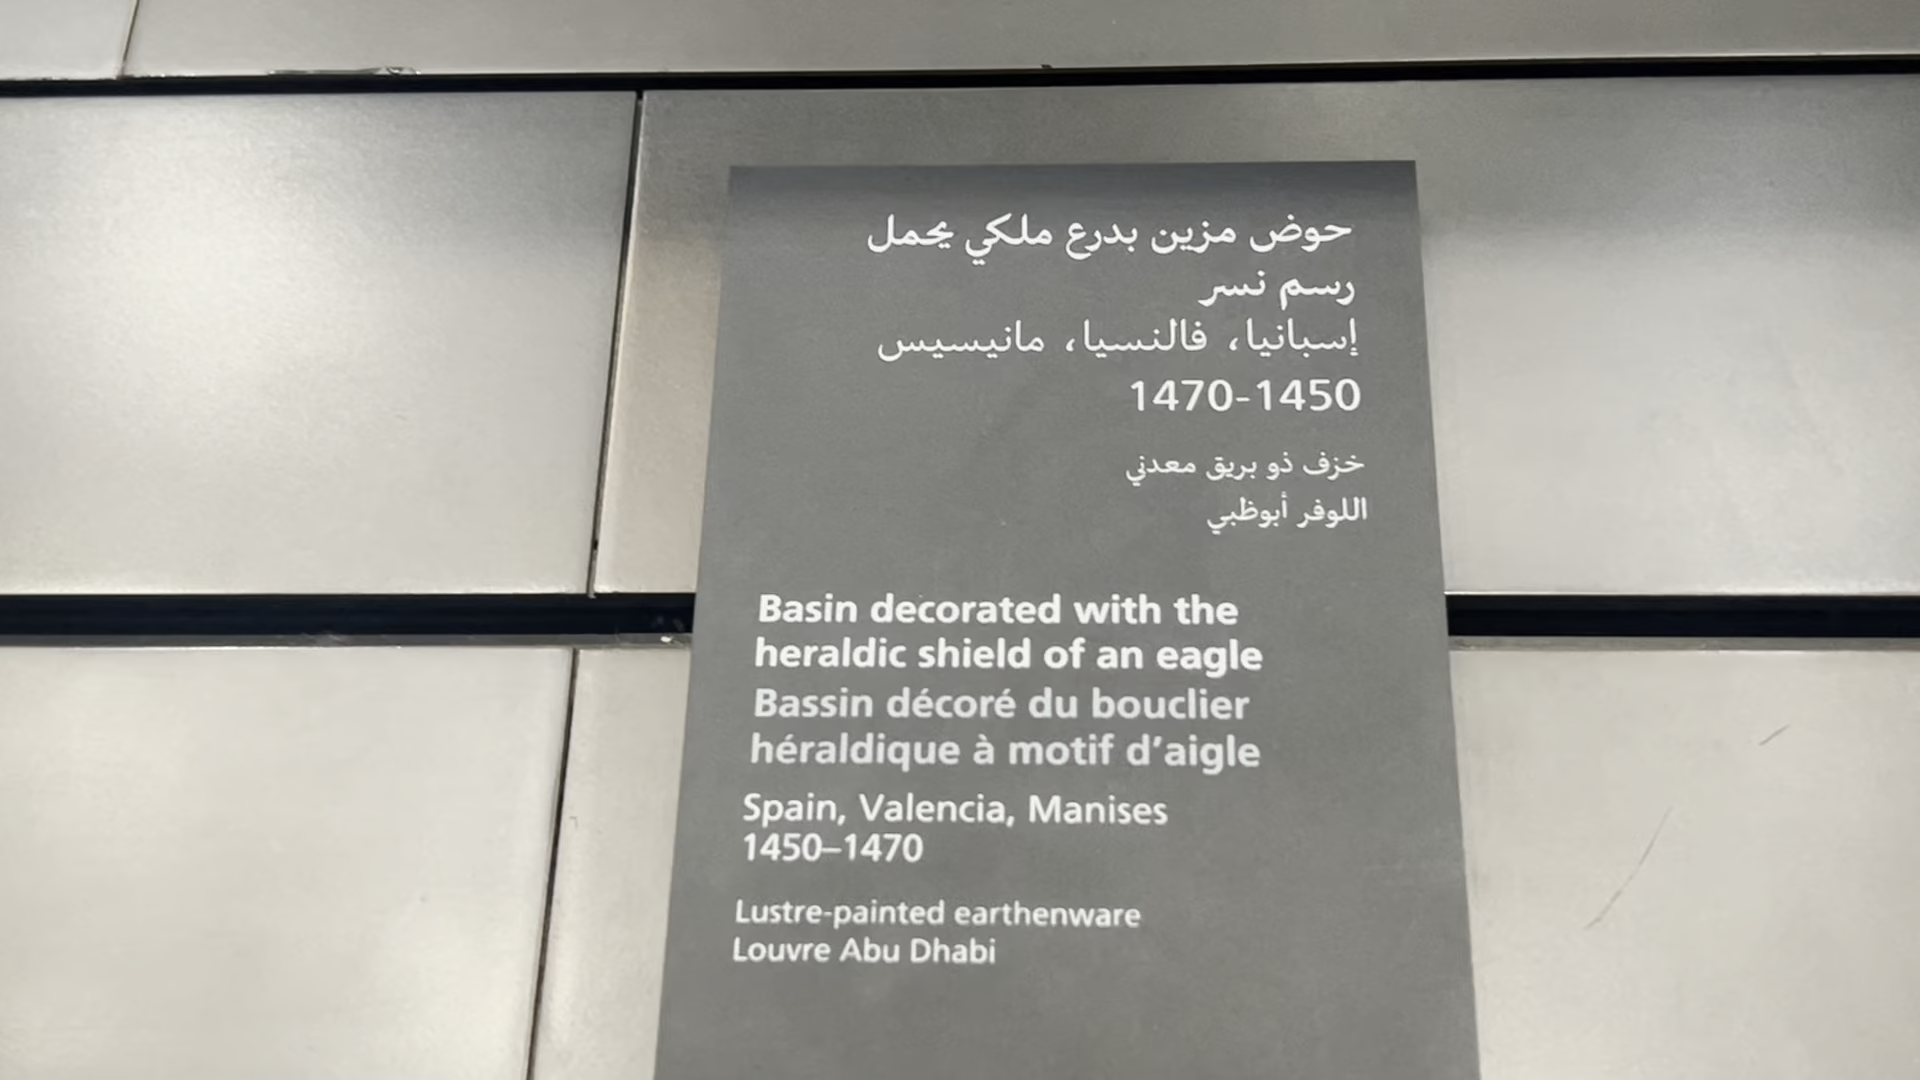 حوض مزين بدرع ملكي يحمل
رسم نسر
إسبانيا، فالنسيا، مانيسيس
1470-1450
خزف ذو بريق معدني
اللوفر أبوظبي
Basin decorated with the
heraldic shield of an eagle
Bassin décoré du bouclier
héraldique à motif d’aigle
Spain, Valencia, Manises
1450–1470
Lustre-painted earthenware
Louvre Abu Dhabi